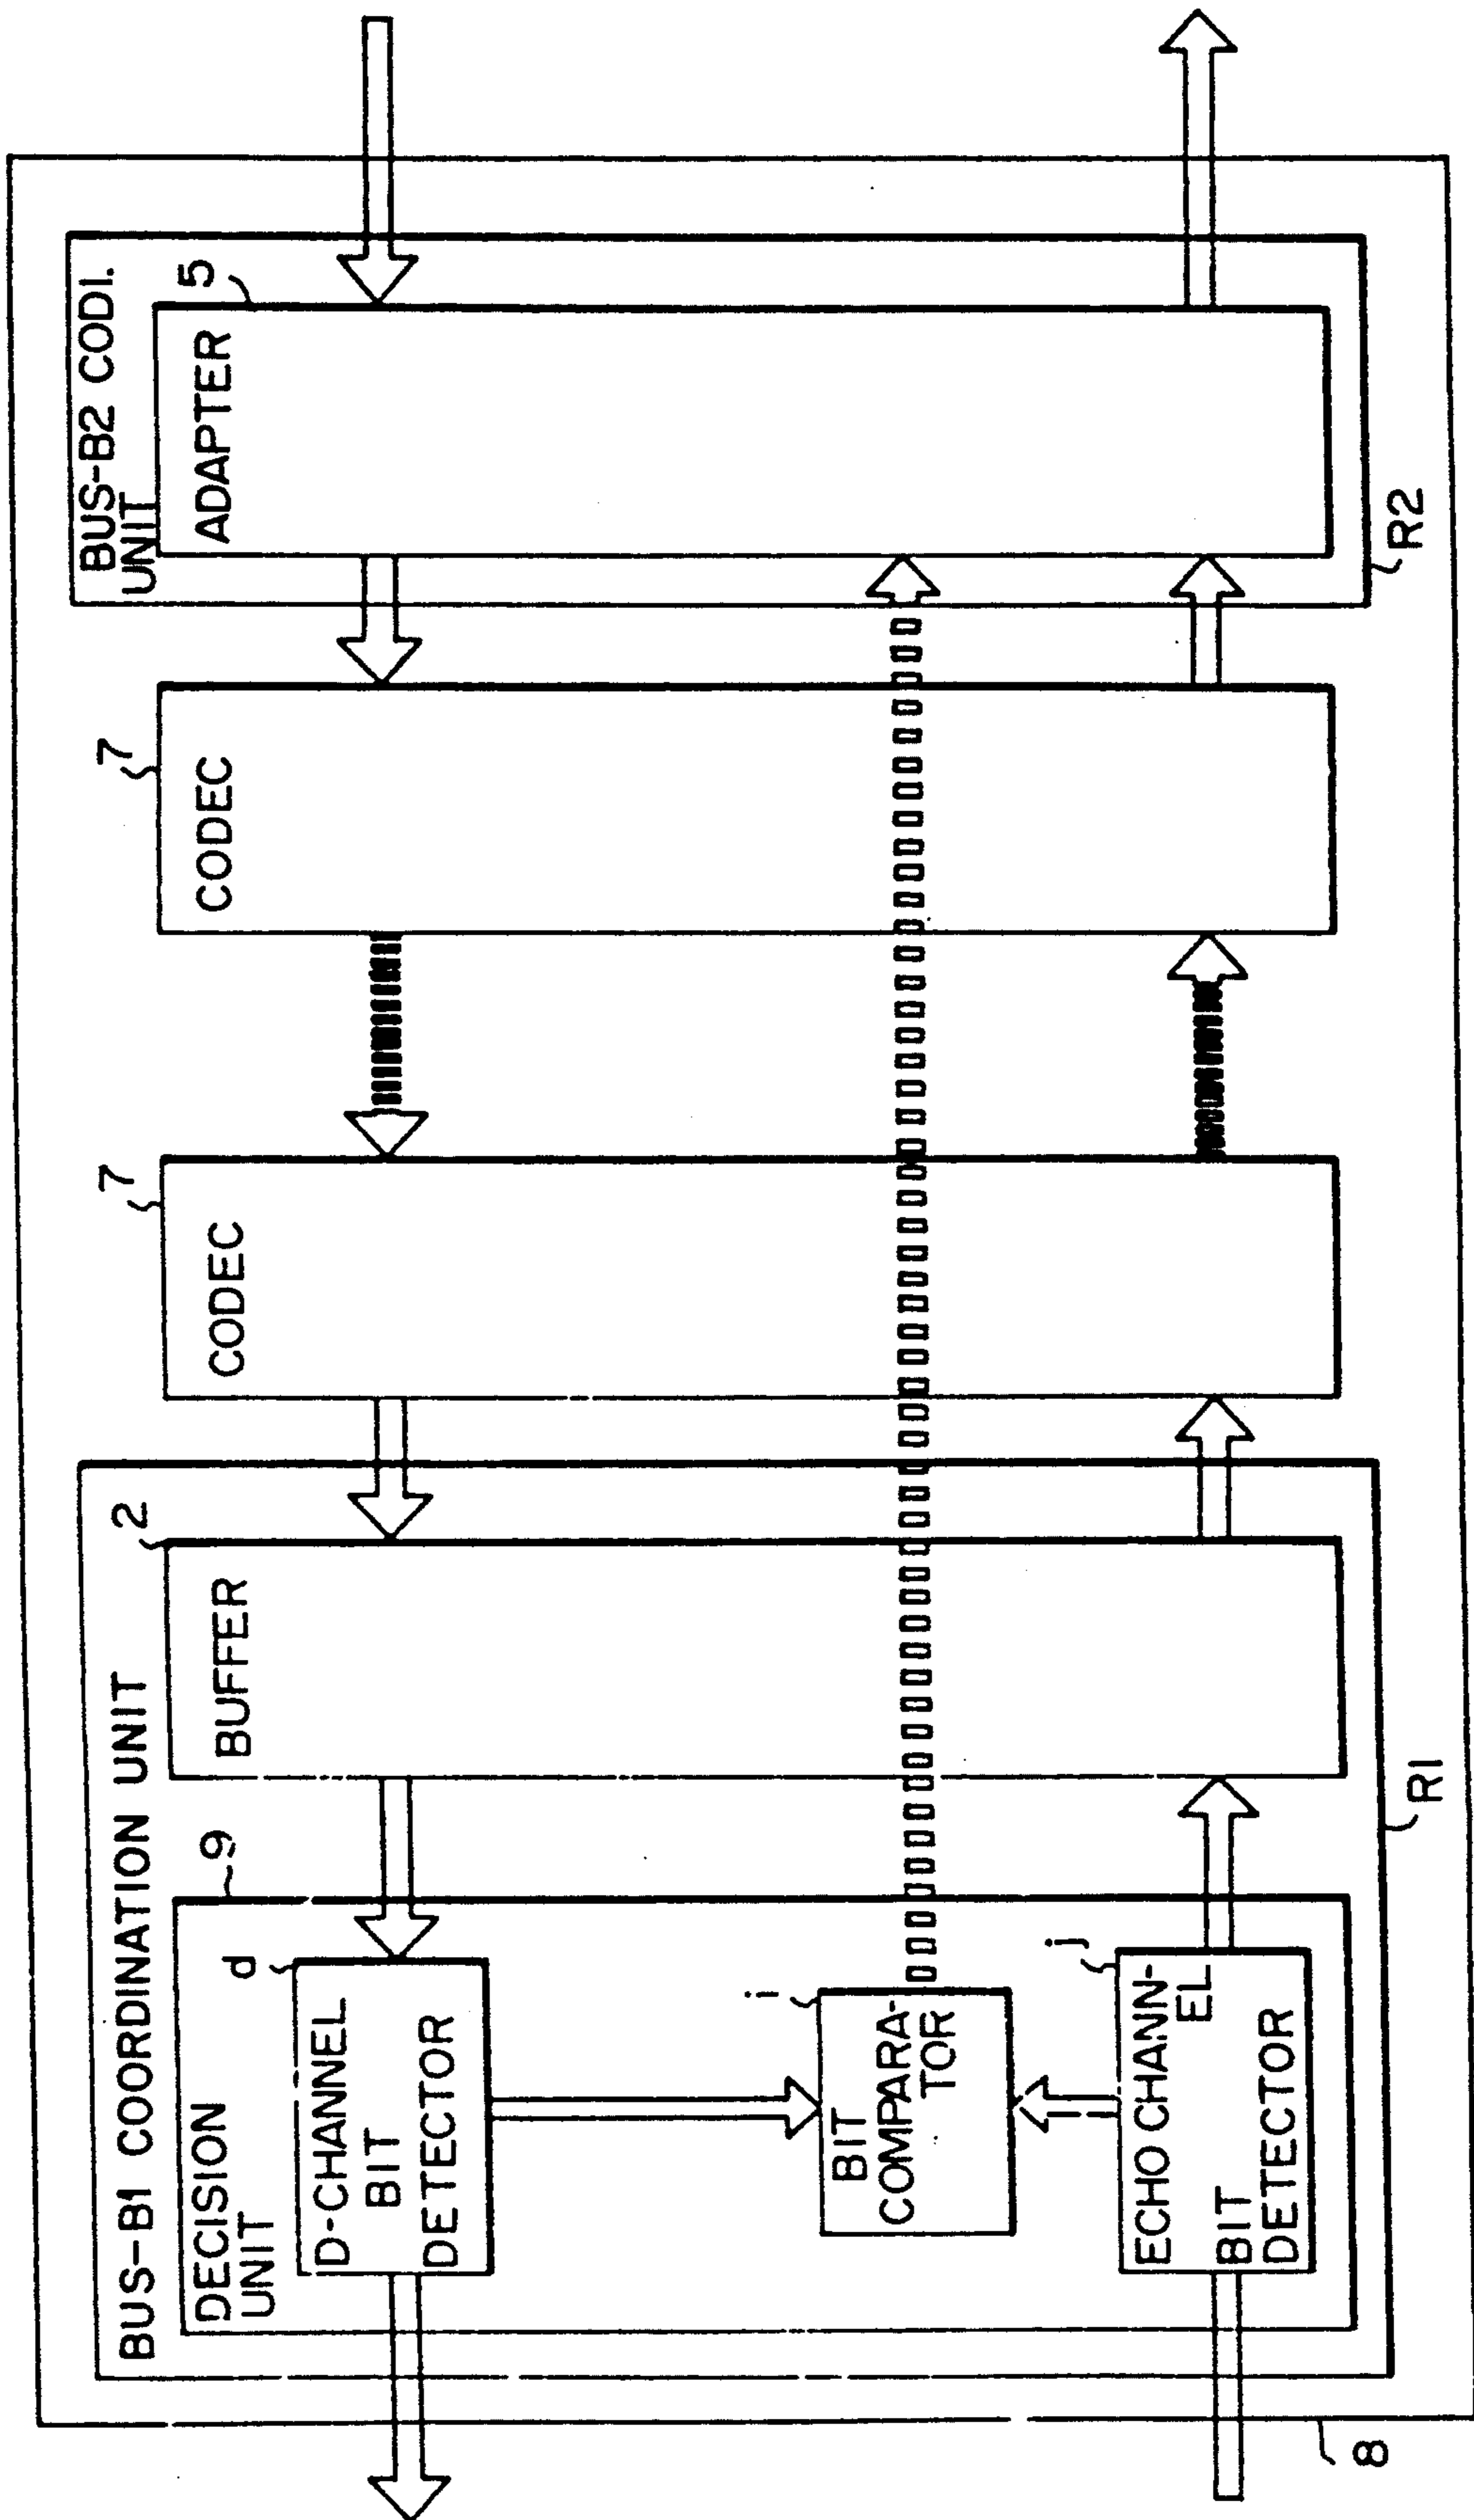 BUS-B1 COORDINATION UNIT
DECISION
UNIT
9
D-CHANNEL
BIT
DETECTOR
d
BIT
COMPARA-
TOR
i
ECHO CHANN-
EL
BIT
DETECTOR
j
BUFFER
2
R1
CODEC
7
CODEC
7
BUS-B2 CODI.
UNIT
ADAPTER
5
R2
8